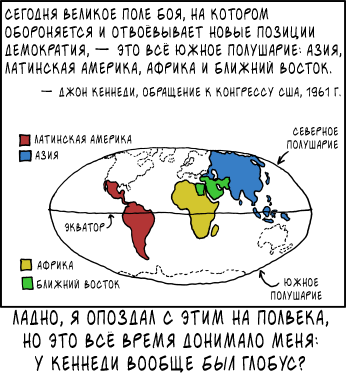 СЕГОДНЯ ВЕЛИКОЕ ПОЛЕ БОЯ, НА КОТОРОМ
ОБОРОНЯЕТСЯ И ОТВОЁВЫВАЕТ НОВЫЕ ПОЗИЦИИ
ДЕМОКРАТИЯ, — ЭТО ВСЁ ЮЖНОЕ ПОЛУШАРИЕ: АЗИЯ,
ЛАТИНСКАЯ АМЕРИКА, АФРИКА И БЛИЖНИЙ ВОСТОК.
— ДЖОН КЕННЕДИ, ОБРАЩЕНИЕ К КОНГРЕССУ США, 1961 Г.
ЛАТИНСКАЯ АМЕРИКА
АЗИЯ
СЕВЕРНОЕ
ПОЛУШАРИЕ
ЭКВАТОР
АФРИКА
БЛИЖНИЙ ВОСТОК
ЮЖНОЕ
ПОЛУШАРИЕ
ЛАДНО, Я ОПОЗДАЛ С ЭТИМ НА ПОЛВЕКА,
НО ЭТО ВСЁ ВРЕМЯ ДОНИМАЛО МЕНЯ:
У КЕННЕДИ ВООБЩЕ БЫЛ ГЛОБУС?